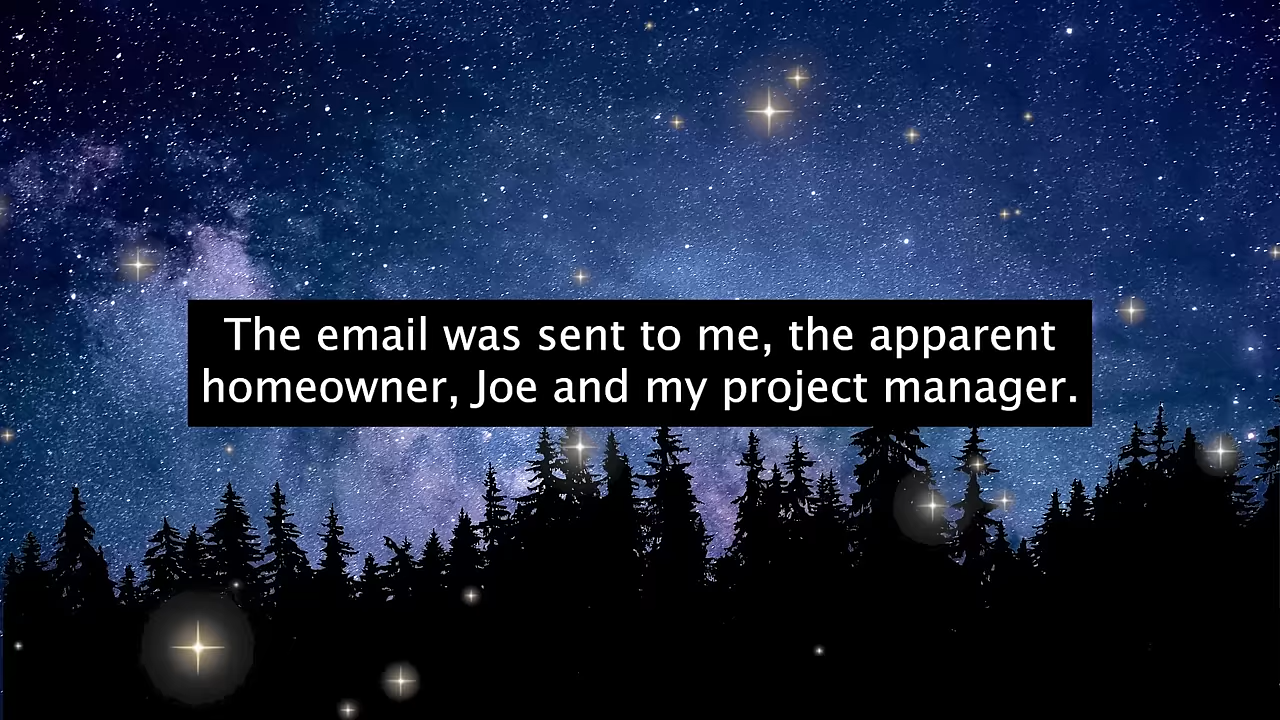 The email was sent to me, the apparent
homeowner, Joe and my project manager.